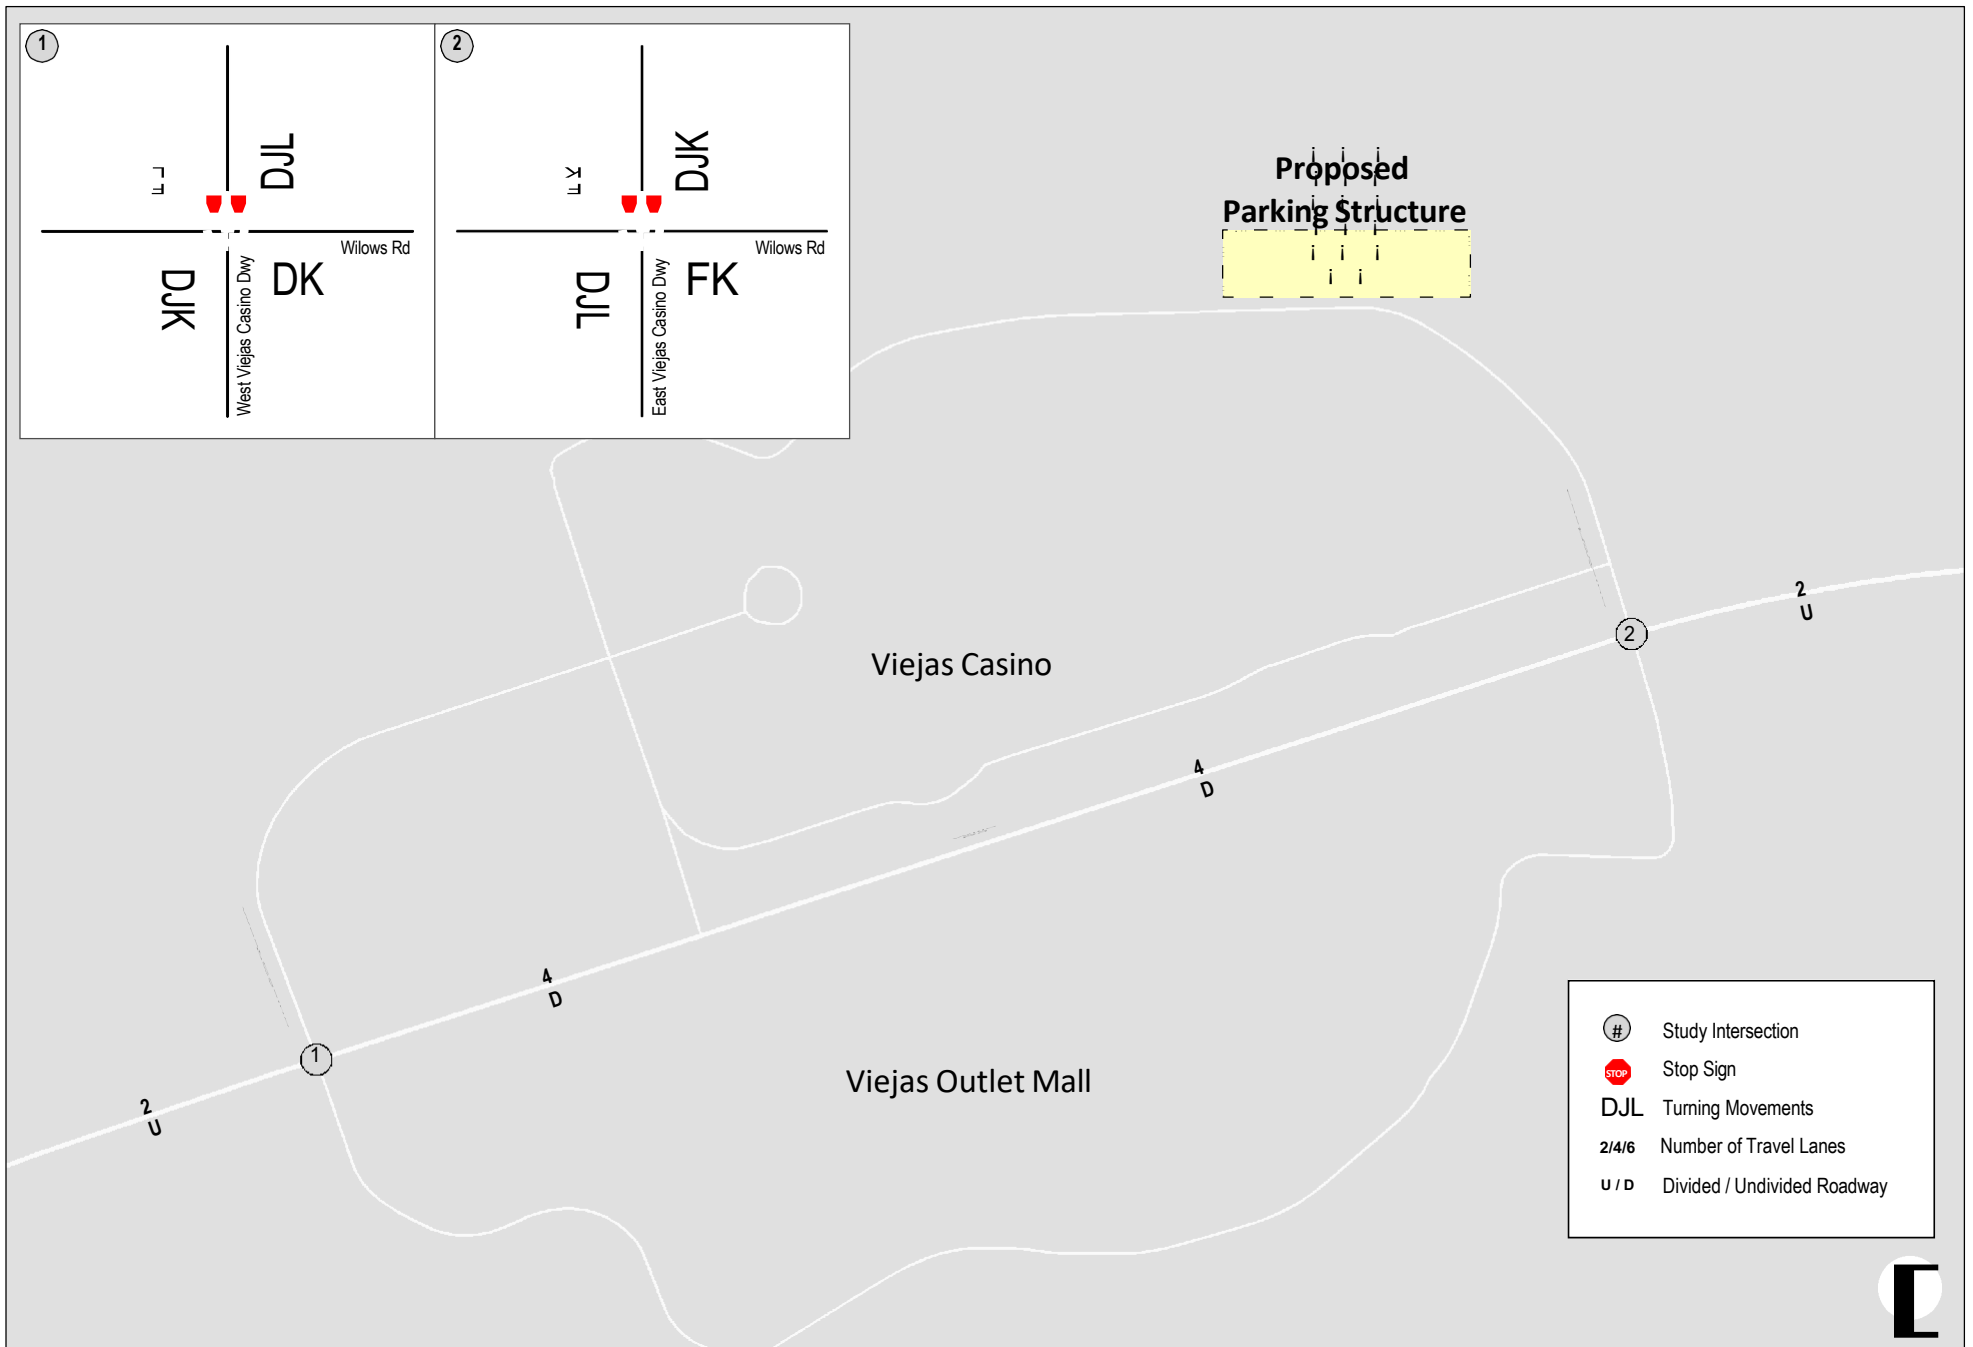 1
DJL
Wilows Rd
DJK
DK
West Viejas Casino Dwy
2
DJK
Wilows Rd
DJL
FK
East Viejas Casino Dwy
Proposed
Parking Structure
2
U
2
Viejas Casino
4
D
4
D
1
2
U
Viejas Outlet Mall
# Study Intersection
STOP Stop Sign
DJL Turning Movements
2/4/6 Number of Travel Lanes
U / D Divided / Undivided Roadway